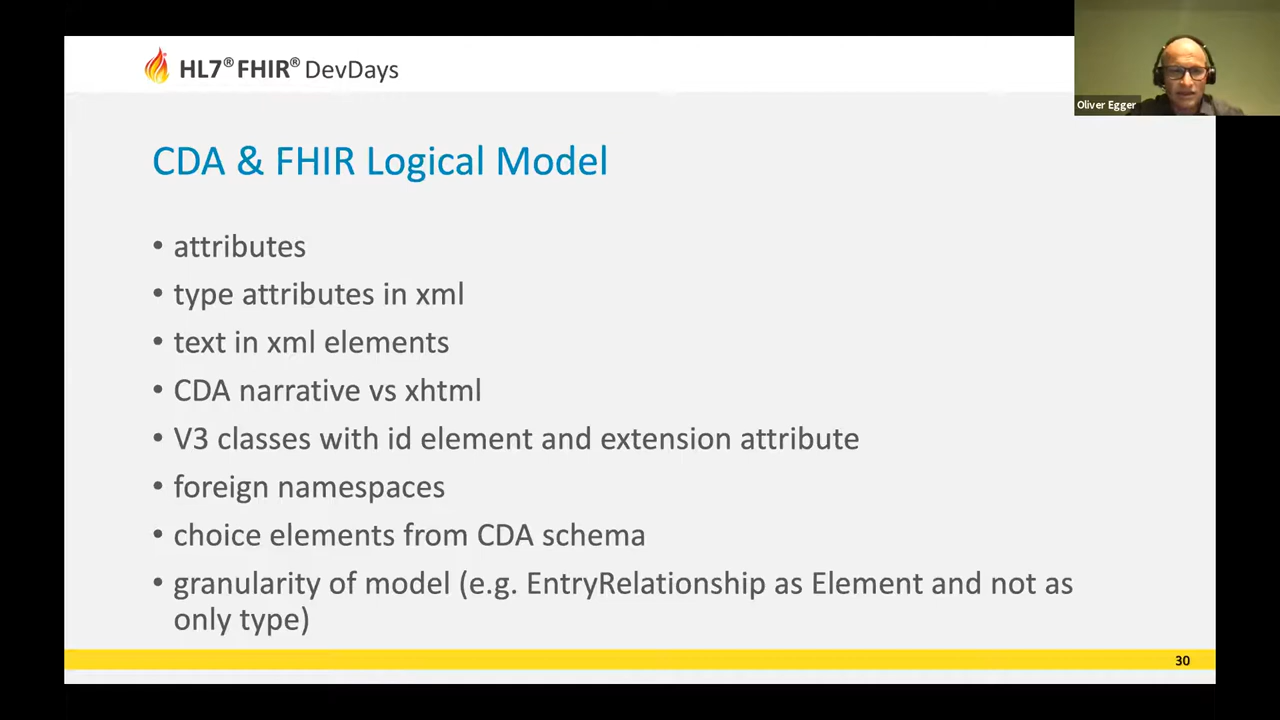 HL7® FHIR® DevDays
Oliver Egger
CDA & FHIR Logical Model
• attributes
• type attributes in xml
• text in xml elements
• CDA narrative vs xhtml
• V3 classes with id element and extension attribute
• foreign namespaces
• choice elements from CDA schema
• granularity of model (e.g. EntryRelationship as Element and not as
only type)
30